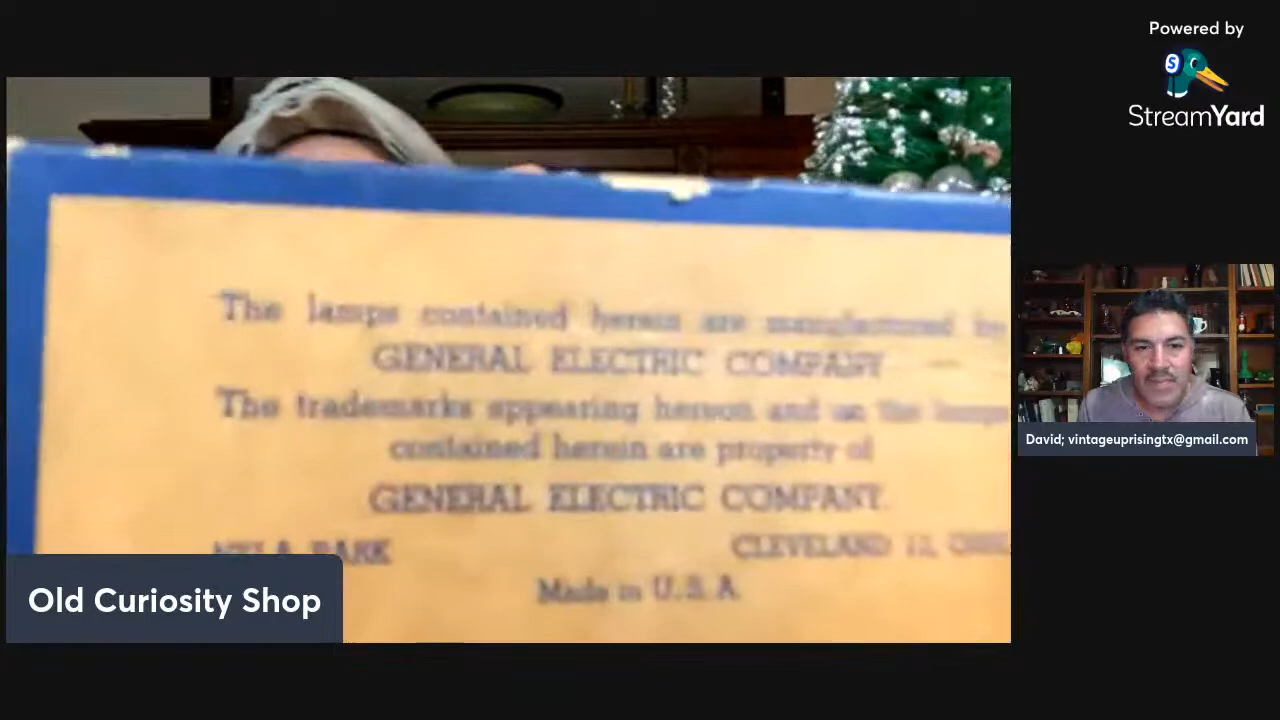 Powered by
StreamYard
The lamps contained herein are manufactured by
GENERAL ELECTRIC COMPANY
The trademarks appearing hereon and on the lamps
contained herein are property of
GENERAL ELECTRIC COMPANY.
NELA PARK
CLEVELAND 12, OHIO
Made in U.S.A.
Old Curiosity Shop
David; vintageuprisingtx@gmail.com